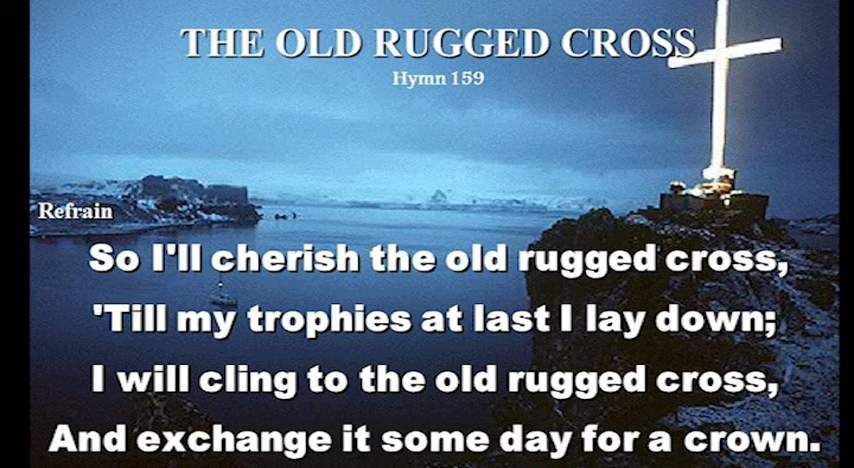 THE OLD RUGGED CROSS
Hymn 159
Refrain
So I'll cherish the old rugged cross,
'Till my trophies at last I lay down;
I will cling to the old rugged cross,
And exchange it some day for a crown.